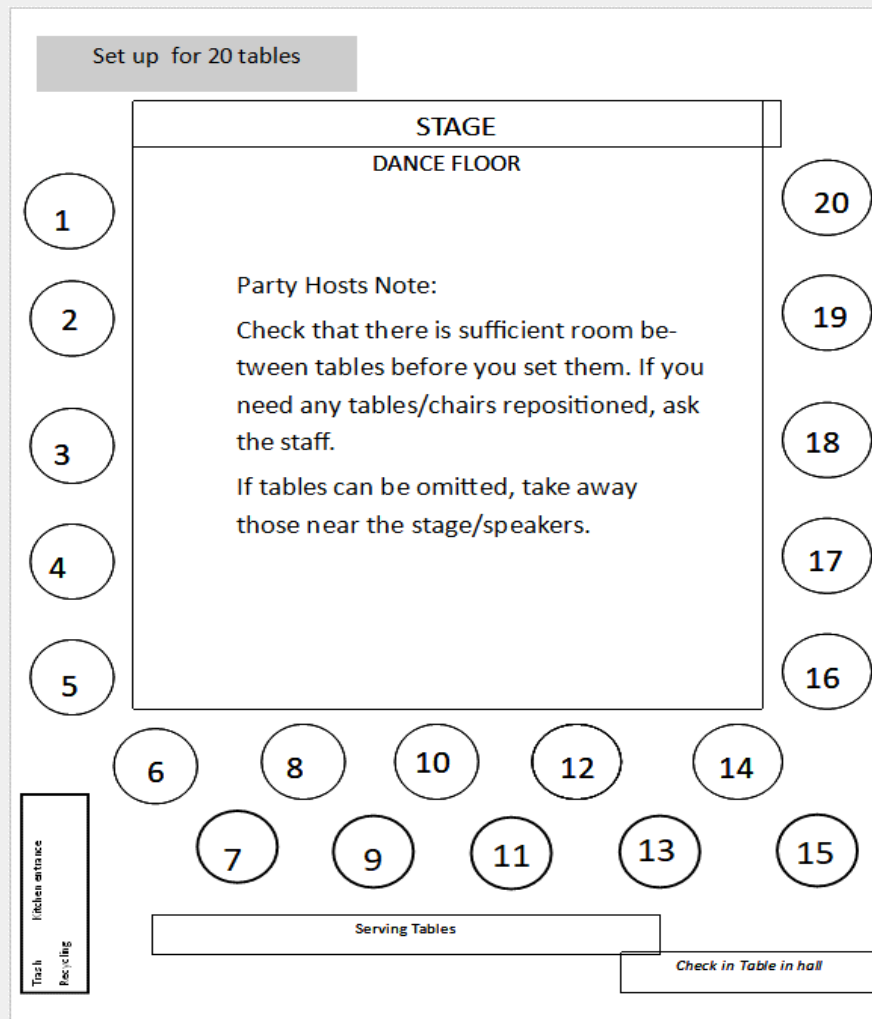 Set up for 20 tables
STAGE
DANCE FLOOR
1
20
2
19
Party Hosts Note:
Check that there is sufficient room be-
tween tables before you set them. If you
need any tables/chairs repositioned, ask
the staff.
If tables can be omitted, take away
those near the stage/speakers.
3
18
4
17
5
16
6
8
10
12
14
7
9
11
13
15
Kitchen entrance
Trash
Recycling
Serving Tables
Check in Table in hall